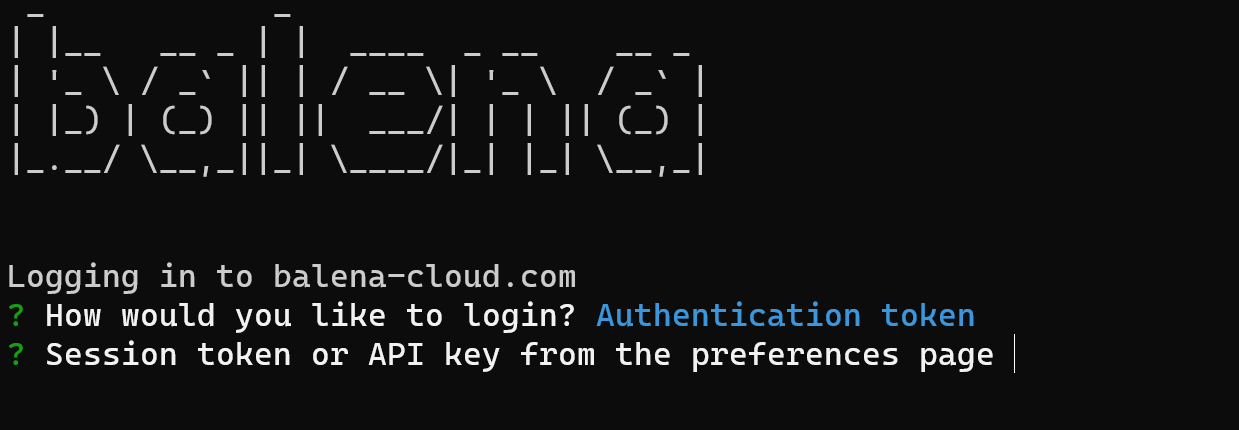 balena
Logging in to balena-cloud.com
? How would you like to login? Authentication token
? Session token or API key from the preferences page